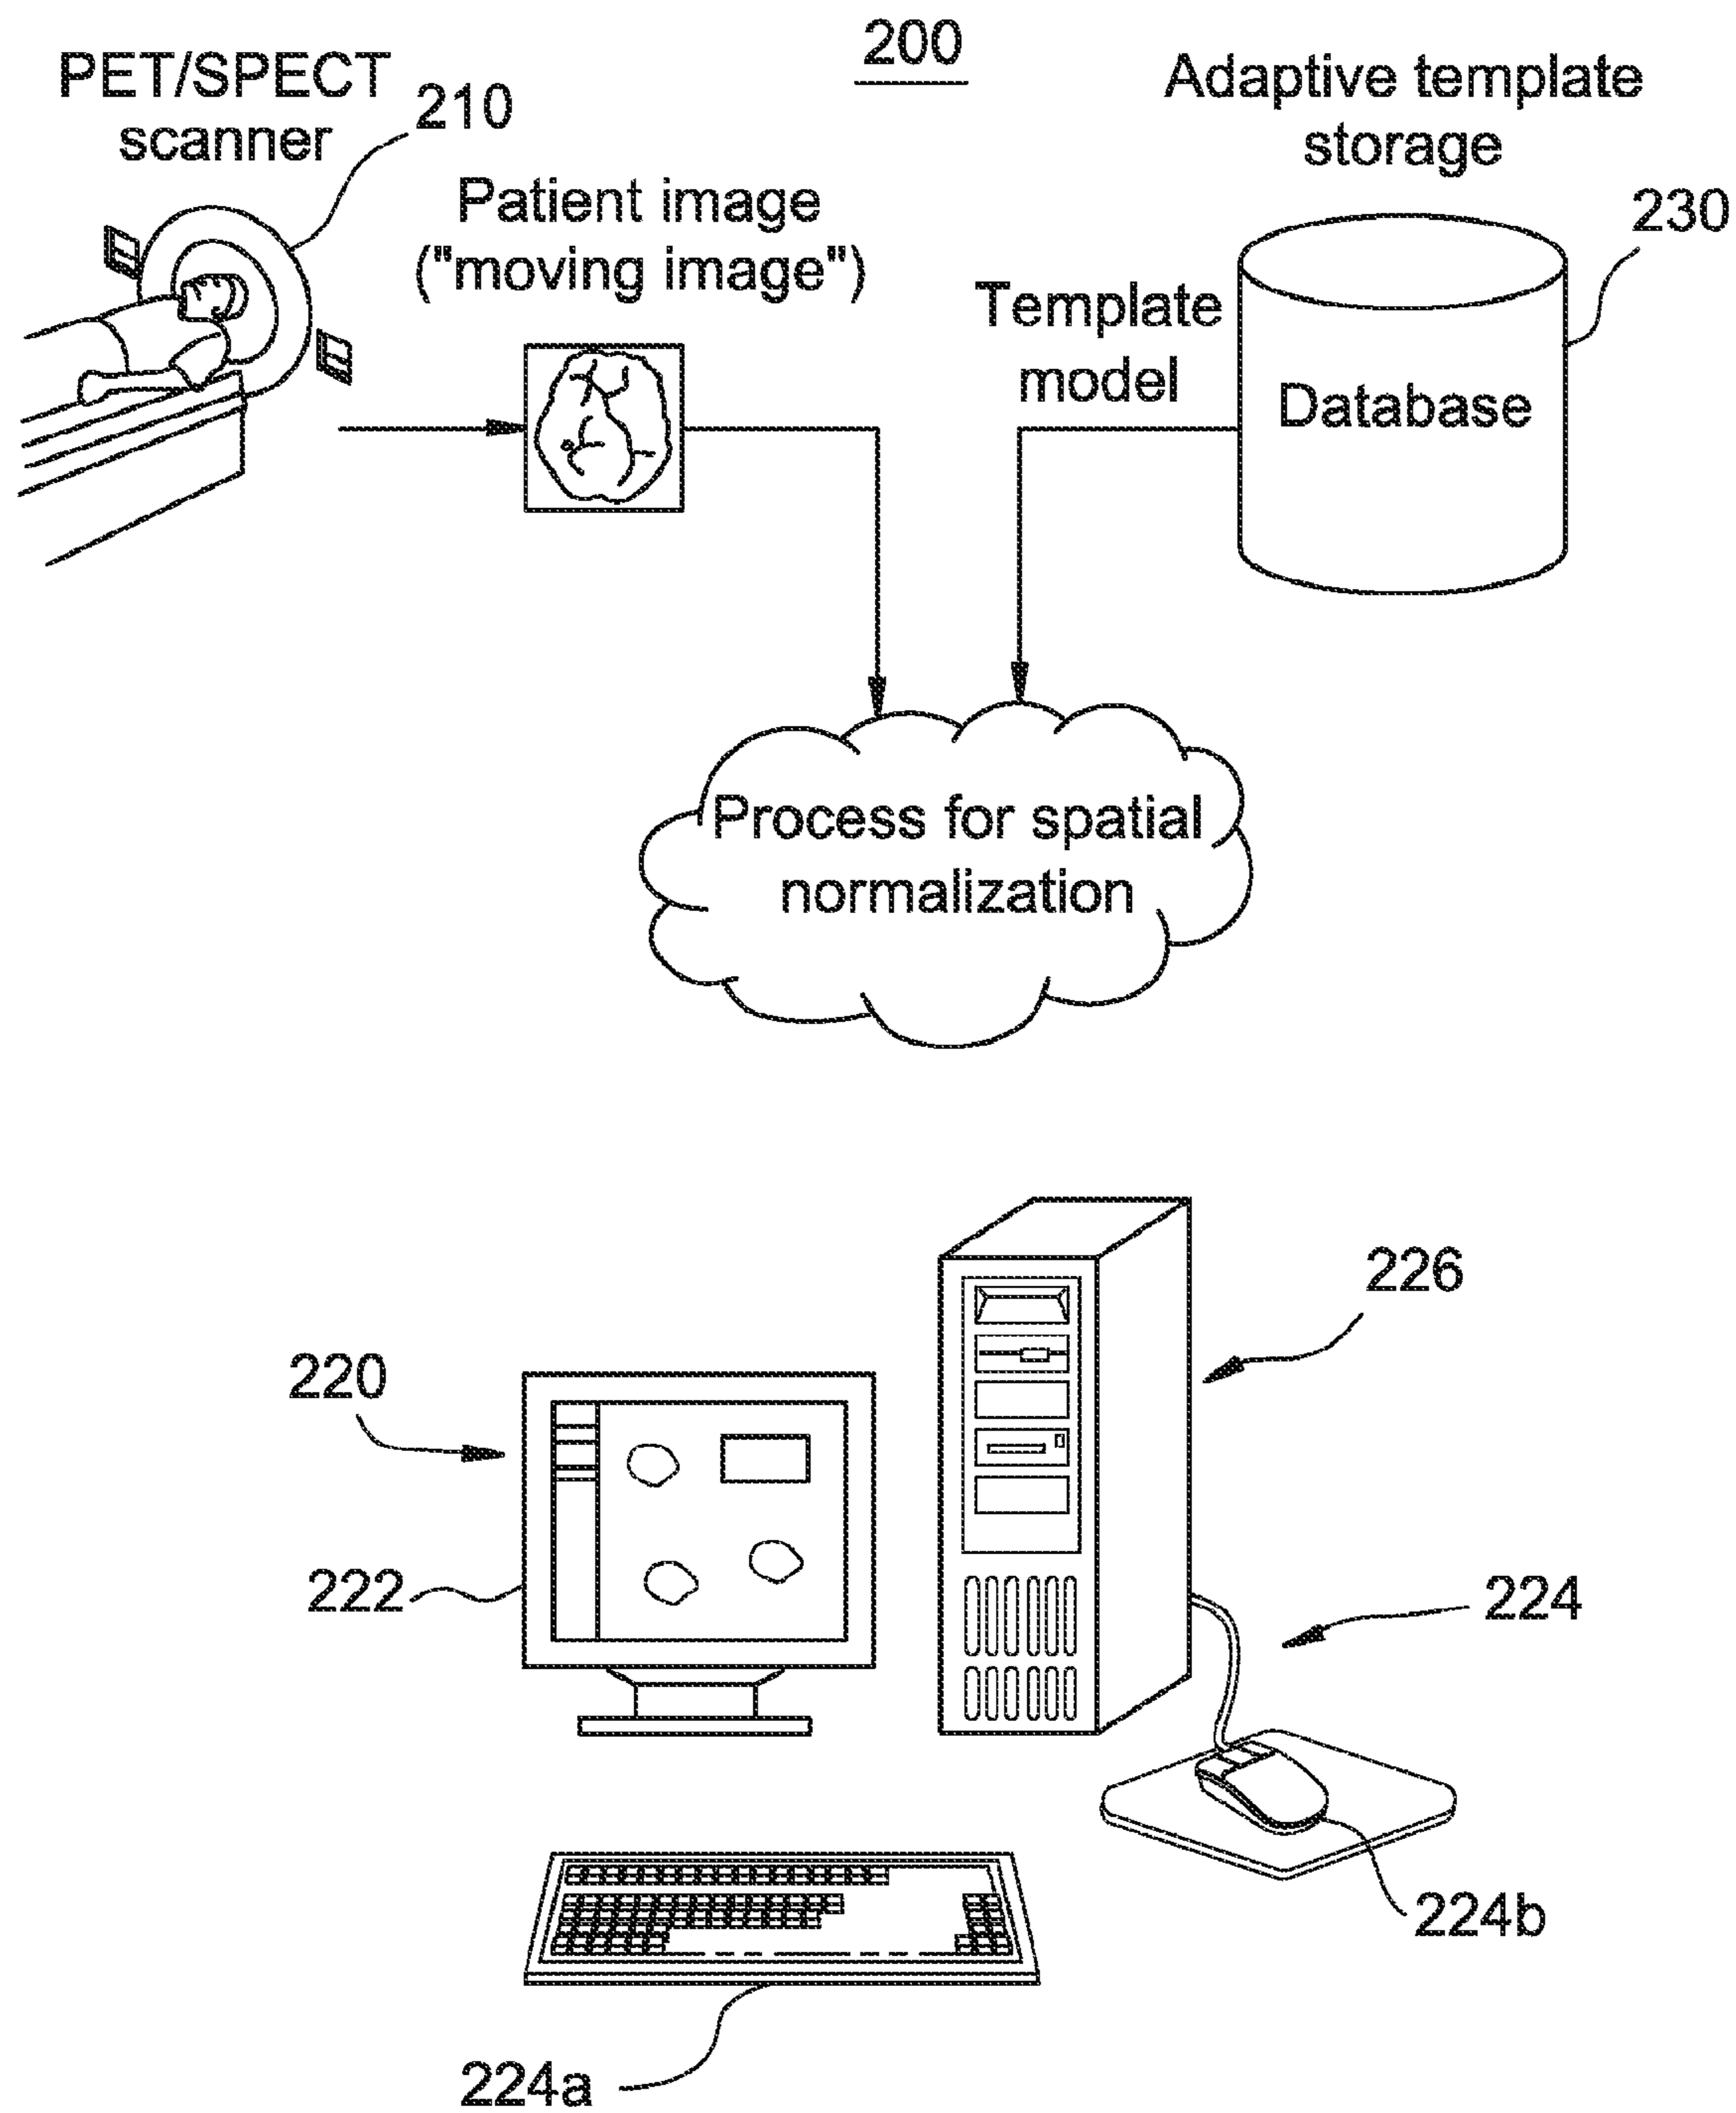 200
PET/SPECT
scanner
210
Patient image
("moving image")
Adaptive template
storage
230
Template
model
Database
Process for spatial
normalization
226
220
222
224
224b
224a